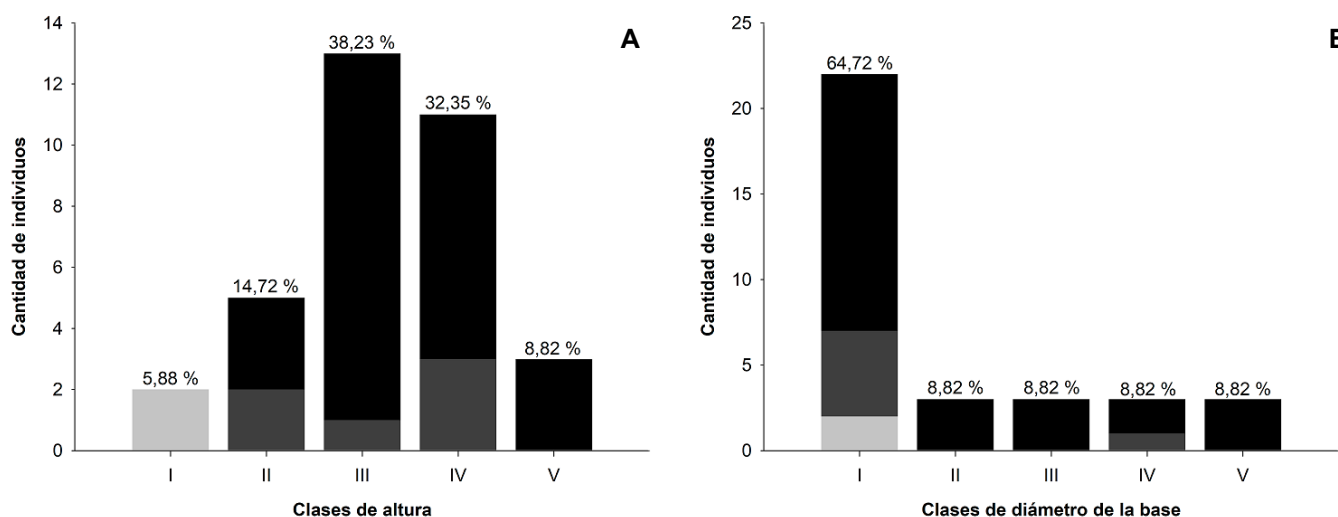 A
Cantidad de individuos
14
12
10
8
6
4
2
0
5,88 %
14,72 %
38,23 %
32,35 %
8,82 %
I
II
III
IV
V
Clases de altura
B
Cantidad de individuos
25
20
15
10
5
0
64,72 %
8,82 %
8,82 %
8,82 %
8,82 %
I
II
III
IV
V
Clases de diámetro de la base